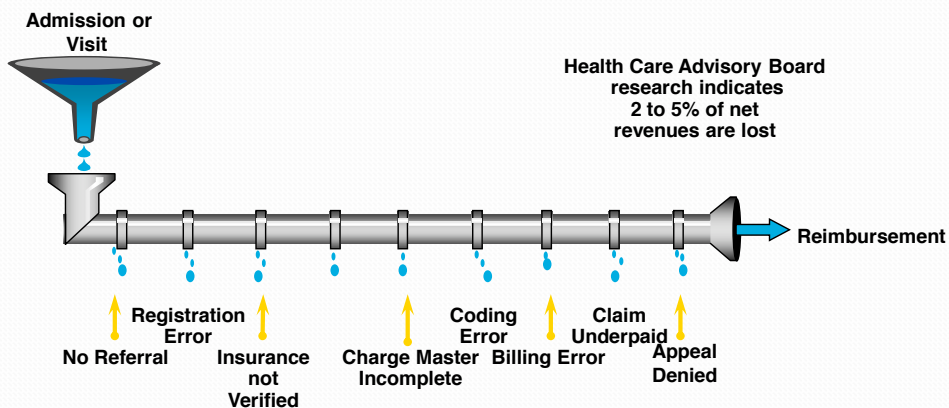 Admission or
Visit
Health Care Advisory Board
research indicates
2 to 5% of net
revenues are lost
Reimbursement
No Referral
Registration
Error
Insurance
not
Verified
Charge Master
Incomplete
Coding
Error
Billing Error
Claim
Underpaid
Appeal
Denied